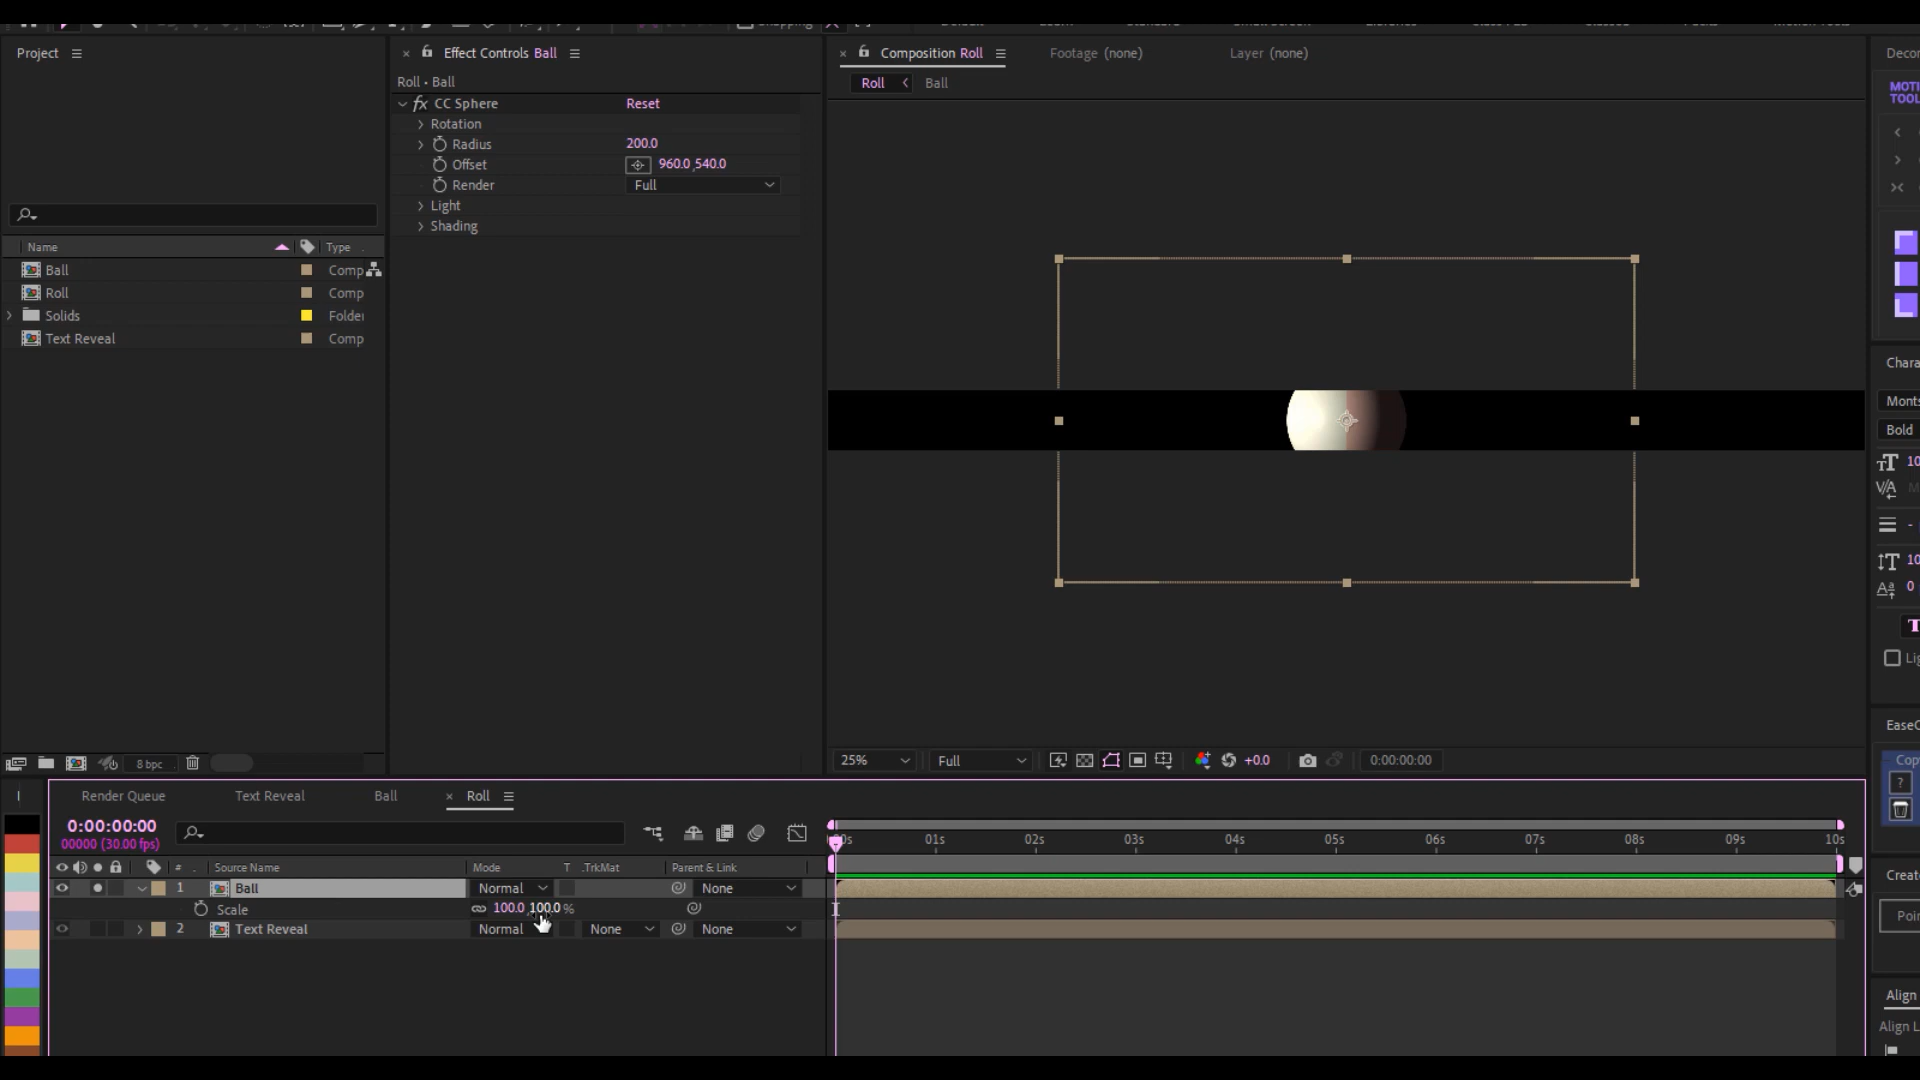 Project
Effect Controls Ball
Composition Roll
Footage (none)
Layer (none)
Roll • Ball
Roll
Ball
fx CC Sphere
Reset
Rotation
Radius
200.0
Offset
960.0, 540.0
Render
Full
Light
Shading
Name
Type
Ball
Comp
Roll
Comp
Solids
Folder
Text Reveal
Comp
8 bpc
25%
Full
+0.0
0:00:00:00
Render Queue
Text Reveal
Ball
Roll
0:00:00:00
00000 (30.00 fps)
01s
02s
03s
04s
05s
06s
07s
08s
09s
10s
#
Source Name
Mode
T
.TrkMat
Parent & Link
1
Ball
Normal
None
Scale
100.0, 100.0 %
2
Text Reveal
Normal
None
None
Bold
EaseC
Align
Align L